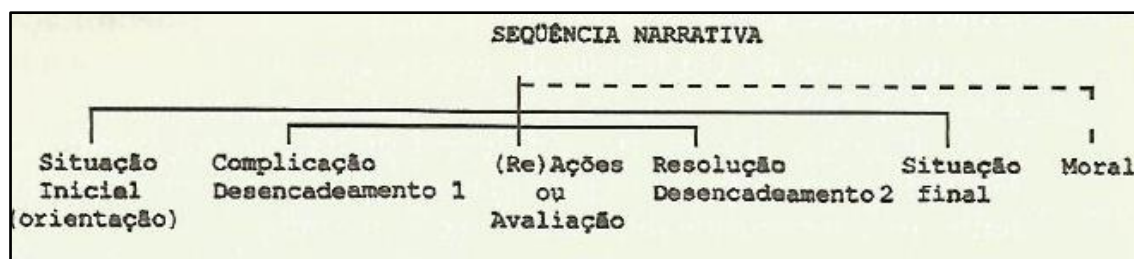 SEQÜÊNCIA NARRATIVA
Situação Inicial (orientação)
Complicação Desencadeamento 1
(Re)Ações ou Avaliação
Resolução Desencadeamento 2
Situação final
Moral